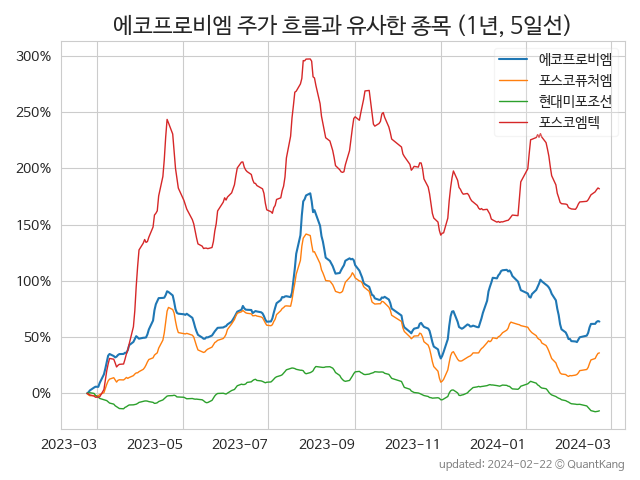 에코프로비엠 주가 흐름과 유사한 종목 (1년, 5일선)
300%
250%
200%
150%
100%
50%
0%
에코프로비엠
포스코퓨처엠
현대미포조선
포스코엠텍
2023-03
2023-05
2023-07
2023-09
2023-11
2024-01
2024-03
updated: 2024-02-22 © QuantKang